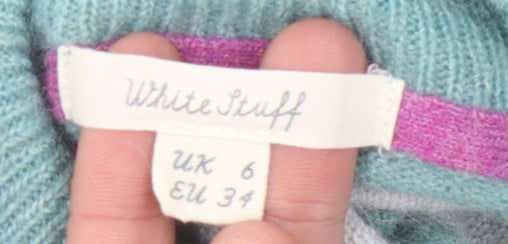 White Stuff
UK 6
EU 34